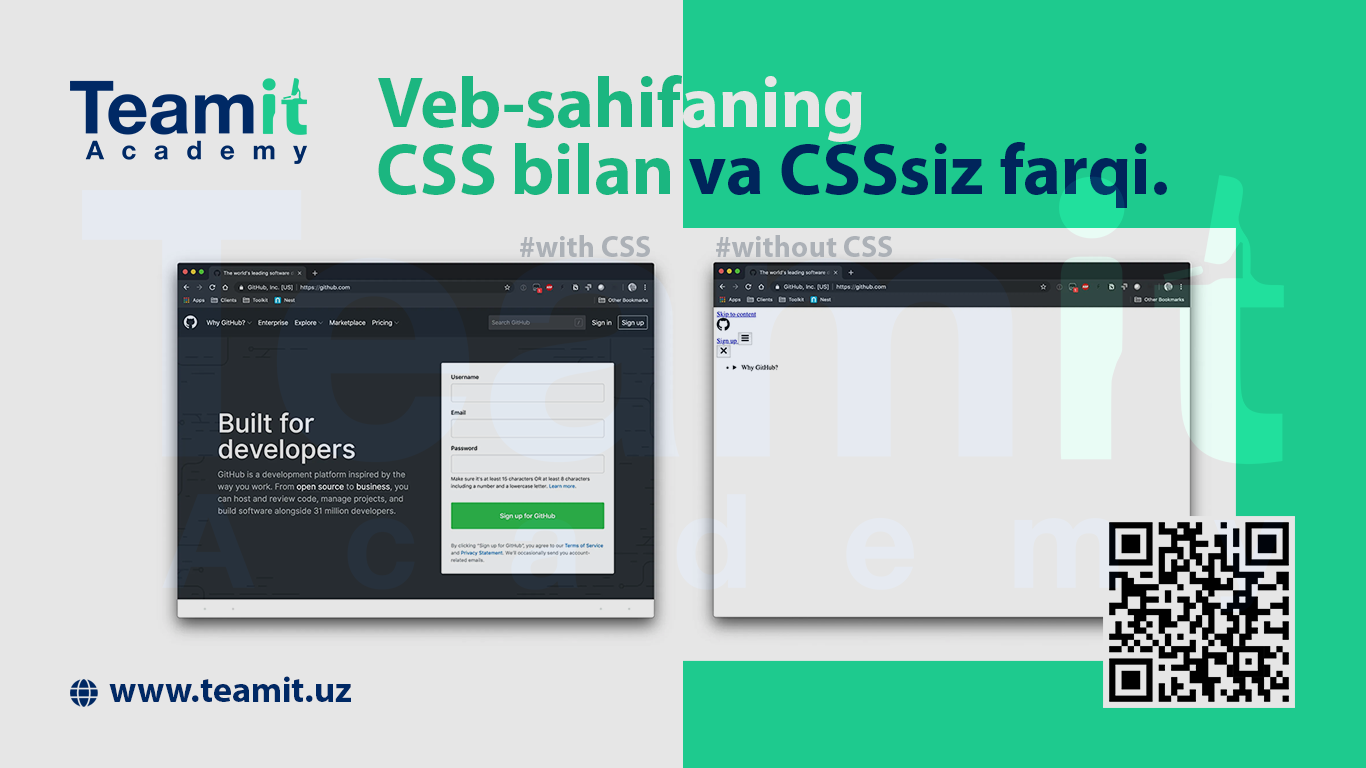 Teamit
Academy
Veb-sahifaning
CSS bilan va CSSsiz farqi.
#with CSS
The world's leading software d
GitHub, Inc. [US] | https://github.com
Apps Clients Toolkit Nest Other Bookmarks
Why GitHub? Enterprise Explore Marketplace Pricing Search GitHub / Sign in Sign up
Built for
developers
GitHub is a development platform inspired by the
way you work. From open source to business, you
can host and review code, manage projects, and
build software alongside 31 million developers.
Username
Email
Password
Make sure it's at least 15 characters OR at least 8 characters
including a number and a lowercase letter. Learn more.
Sign up for GitHub
By clicking "Sign up for GitHub", you agree to our Terms of Service
and Privacy Statement. We'll occasionally send you account-
related emails.
#without CSS
The world's leading software d
GitHub, Inc. [US] | https://github.com
Apps Clients Toolkit Nest Other Bookmarks
Skip to content
Sign up
Why GitHub?
Teamit
Academy
www.teamit.uz